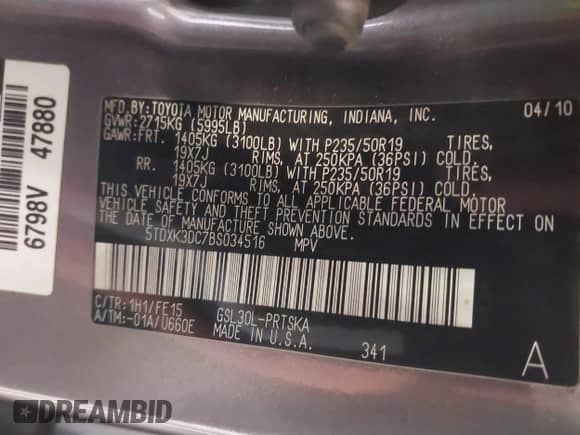 MFD.BY:TOYOTA MOTOR MANUFACTURING, INDIANA, INC. 04/10
GVWR:2715KG (5995LB)
GAWR:FRT. 1405KG (3100LB) WITH P235/50R19 TIRES,
19X7J RIMS, AT 250KPA (36PSI) COLD.
RR. 1405KG (3100LB) WITH P235/50R19 TIRES,
19X7J RIMS, AT 250KPA (36PSI) COLD.
THIS VEHICLE CONFORMS TO ALL APPLICABLE FEDERAL MOTOR
VEHICLE SAFETY AND THEFT PREVENTION STANDARDS IN EFFECT ON
THE DATE OF MANUFACTURE SHOWN ABOVE.
5TDXK3DC7BS034516 MPV
C/TR:1H1/FE15 GSL30L-PRTSKA
A/TM:-01A/U660E MADE IN U.S.A.
341
A
6798V 47880
DREAMBID